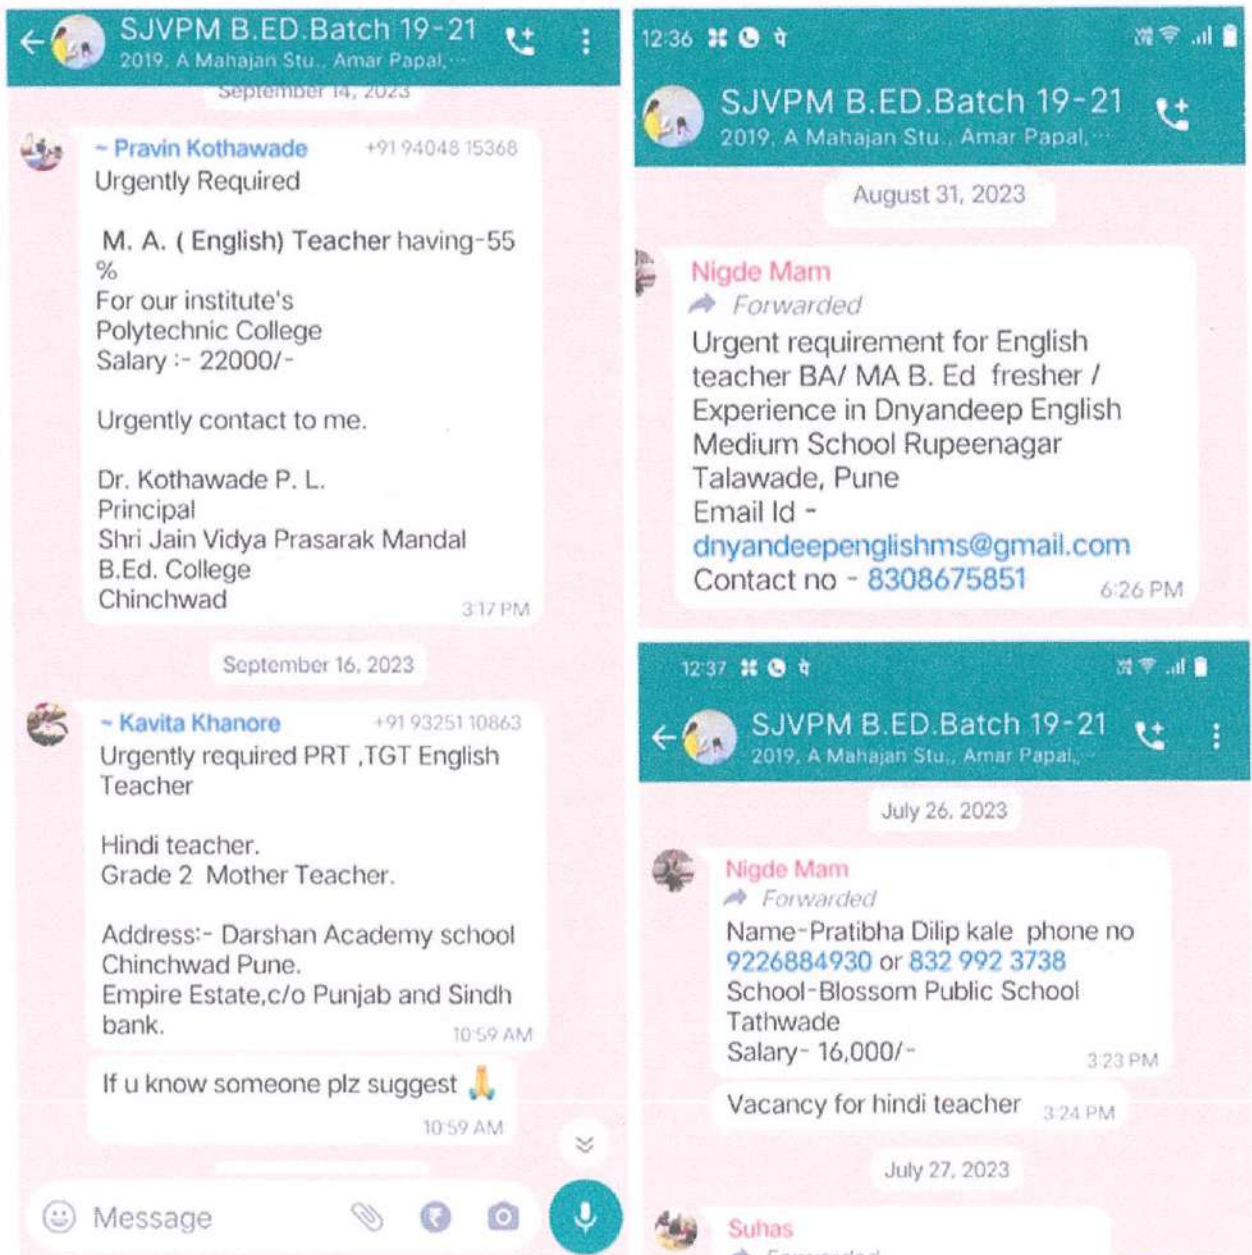 SJVPM B.ED.Batch 19-21
2019, A Mahajan Stu., Amar Papal,...
September 14, 2023
~ Pravin Kothawade +91 94048 15368
Urgently Required
M. A. ( English) Teacher having-55
%
For our institute's
Polytechnic College
Salary :- 22000/-
Urgently contact to me.
Dr. Kothawade P. L.
Principal
Shri Jain Vidya Prasarak Mandal
B.Ed. College
Chinchwad
3:17 PM
September 16, 2023
~ Kavita Khanore +91 93251 10863
Urgently required PRT ,TGT English
Teacher
Hindi teacher.
Grade 2 Mother Teacher.
Address:- Darshan Academy school
Chinchwad Pune.
Empire Estate,c/o Punjab and Sindh
bank.
10:59 AM
If u know someone plz suggest 🙏
10:59 AM
Message
12:36
SJVPM B.ED.Batch 19-21
2019, A Mahajan Stu., Amar Papal,...
August 31, 2023
Nigde Mam
Forwarded
Urgent requirement for English
teacher BA/ MA B. Ed fresher /
Experience in Dnyandeep English
Medium School Rupeenagar
Talawade, Pune
Email Id -
dnyandeepenglishms@gmail.com
Contact no - 8308675851
6:26 PM
12:37
SJVPM B.ED.Batch 19-21
2019, A Mahajan Stu., Amar Papal,...
July 26, 2023
Nigde Mam
Forwarded
Name-Pratibha Dilip kale phone no
9226884930 or 832 992 3738
School-Blossom Public School
Tathwade
Salary- 16,000/-
3:23 PM
Vacancy for hindi teacher 3:24 PM
July 27, 2023
Suhas